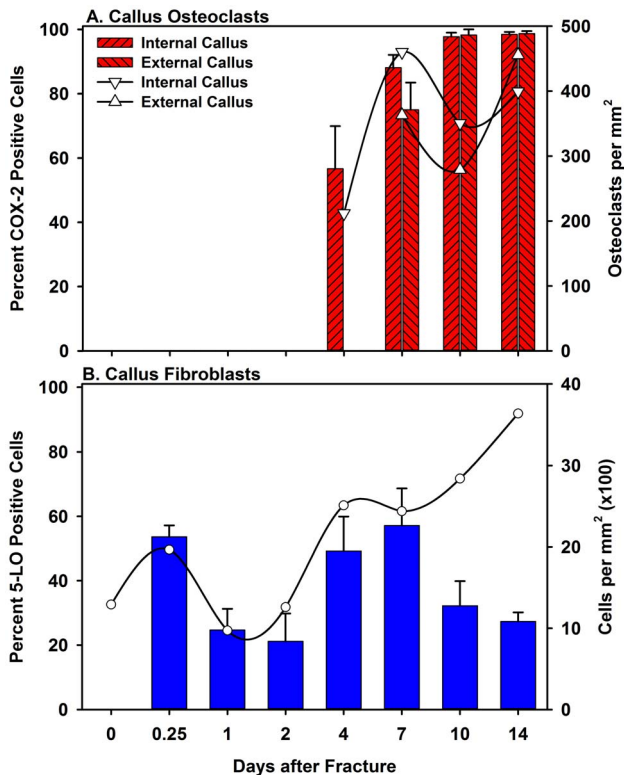 A. Callus Osteoclasts
Internal Callus
External Callus
Internal Callus
External Callus
Percent COX-2 Positive Cells
100
80
60
40
20
0
500
400
300
200
100
0
Osteoclasts per mm²
B. Callus Fibroblasts
Percent 5-LO Positive Cells
100
80
60
40
20
0
40
30
20
10
0
Cells per mm² (x100)
0 0.25 1 2 4 7 10 14
Days after Fracture